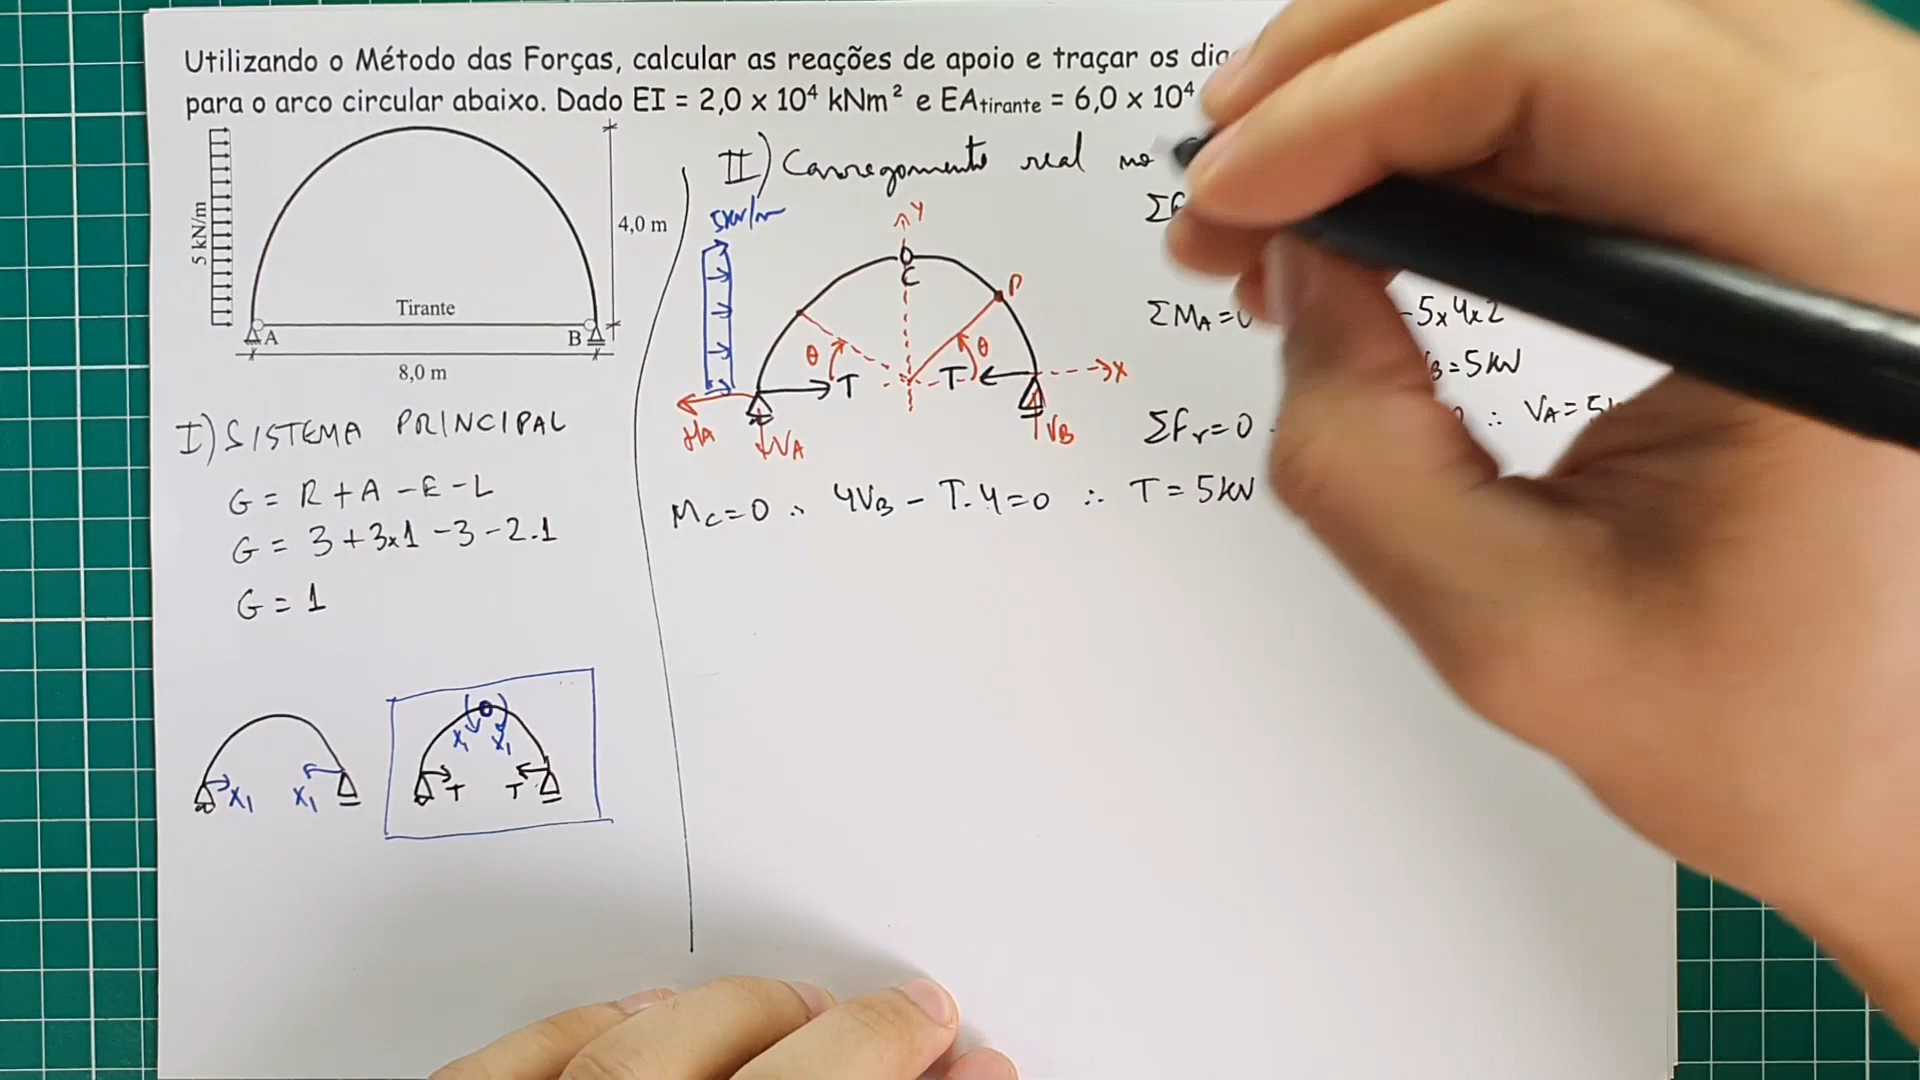 Utilizando o Método das Forças, calcular as reações de apoio e traçar os
para o arco circular abaixo. Dado EI = 2,0 x 10⁴ kNm² e EAtirante = 6,0 x 10⁴
5 kN/m
4,0 m
Tirante
A
B
8,0 m
I) SISTEMA PRINCIPAL
G = R + A - E - L
G = 3 + 3x1 - 3 - 2.1
G = 1
X₁
X₁
X₁
X₁
T
T
II) Carregamento real no
5kN/m
y
C
P
θ
θ
T
T
x
HA
VA
VB
ΣMA=0
-5x4x2
B=5kN
ΣFY=0
∴ VA=5
MC=0 ∴ 4VB - T.4=0 ∴ T = 5kN